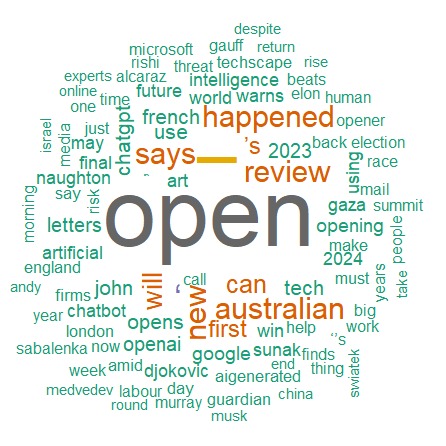 despite
microsoft gauff return
rishi threat techscape rise
experts alcaraz intelligence beats
online future world warns elon human
one time french happened opener
israel media just chatgpt use 's 2023 back election
may says — review using race
final art mail
naughton gaza summit
morning say risk open
letters opening people
artificial make
england 2024 years take
andy john will ‘ call can tech must
firms new australian big
year chatbot opens first win help work
london openai ‘’s
sabalenka now google sunak finds swiatek
week amid djokovic end thing
medvedev labour day aigenerated
round murray guardian china
musk